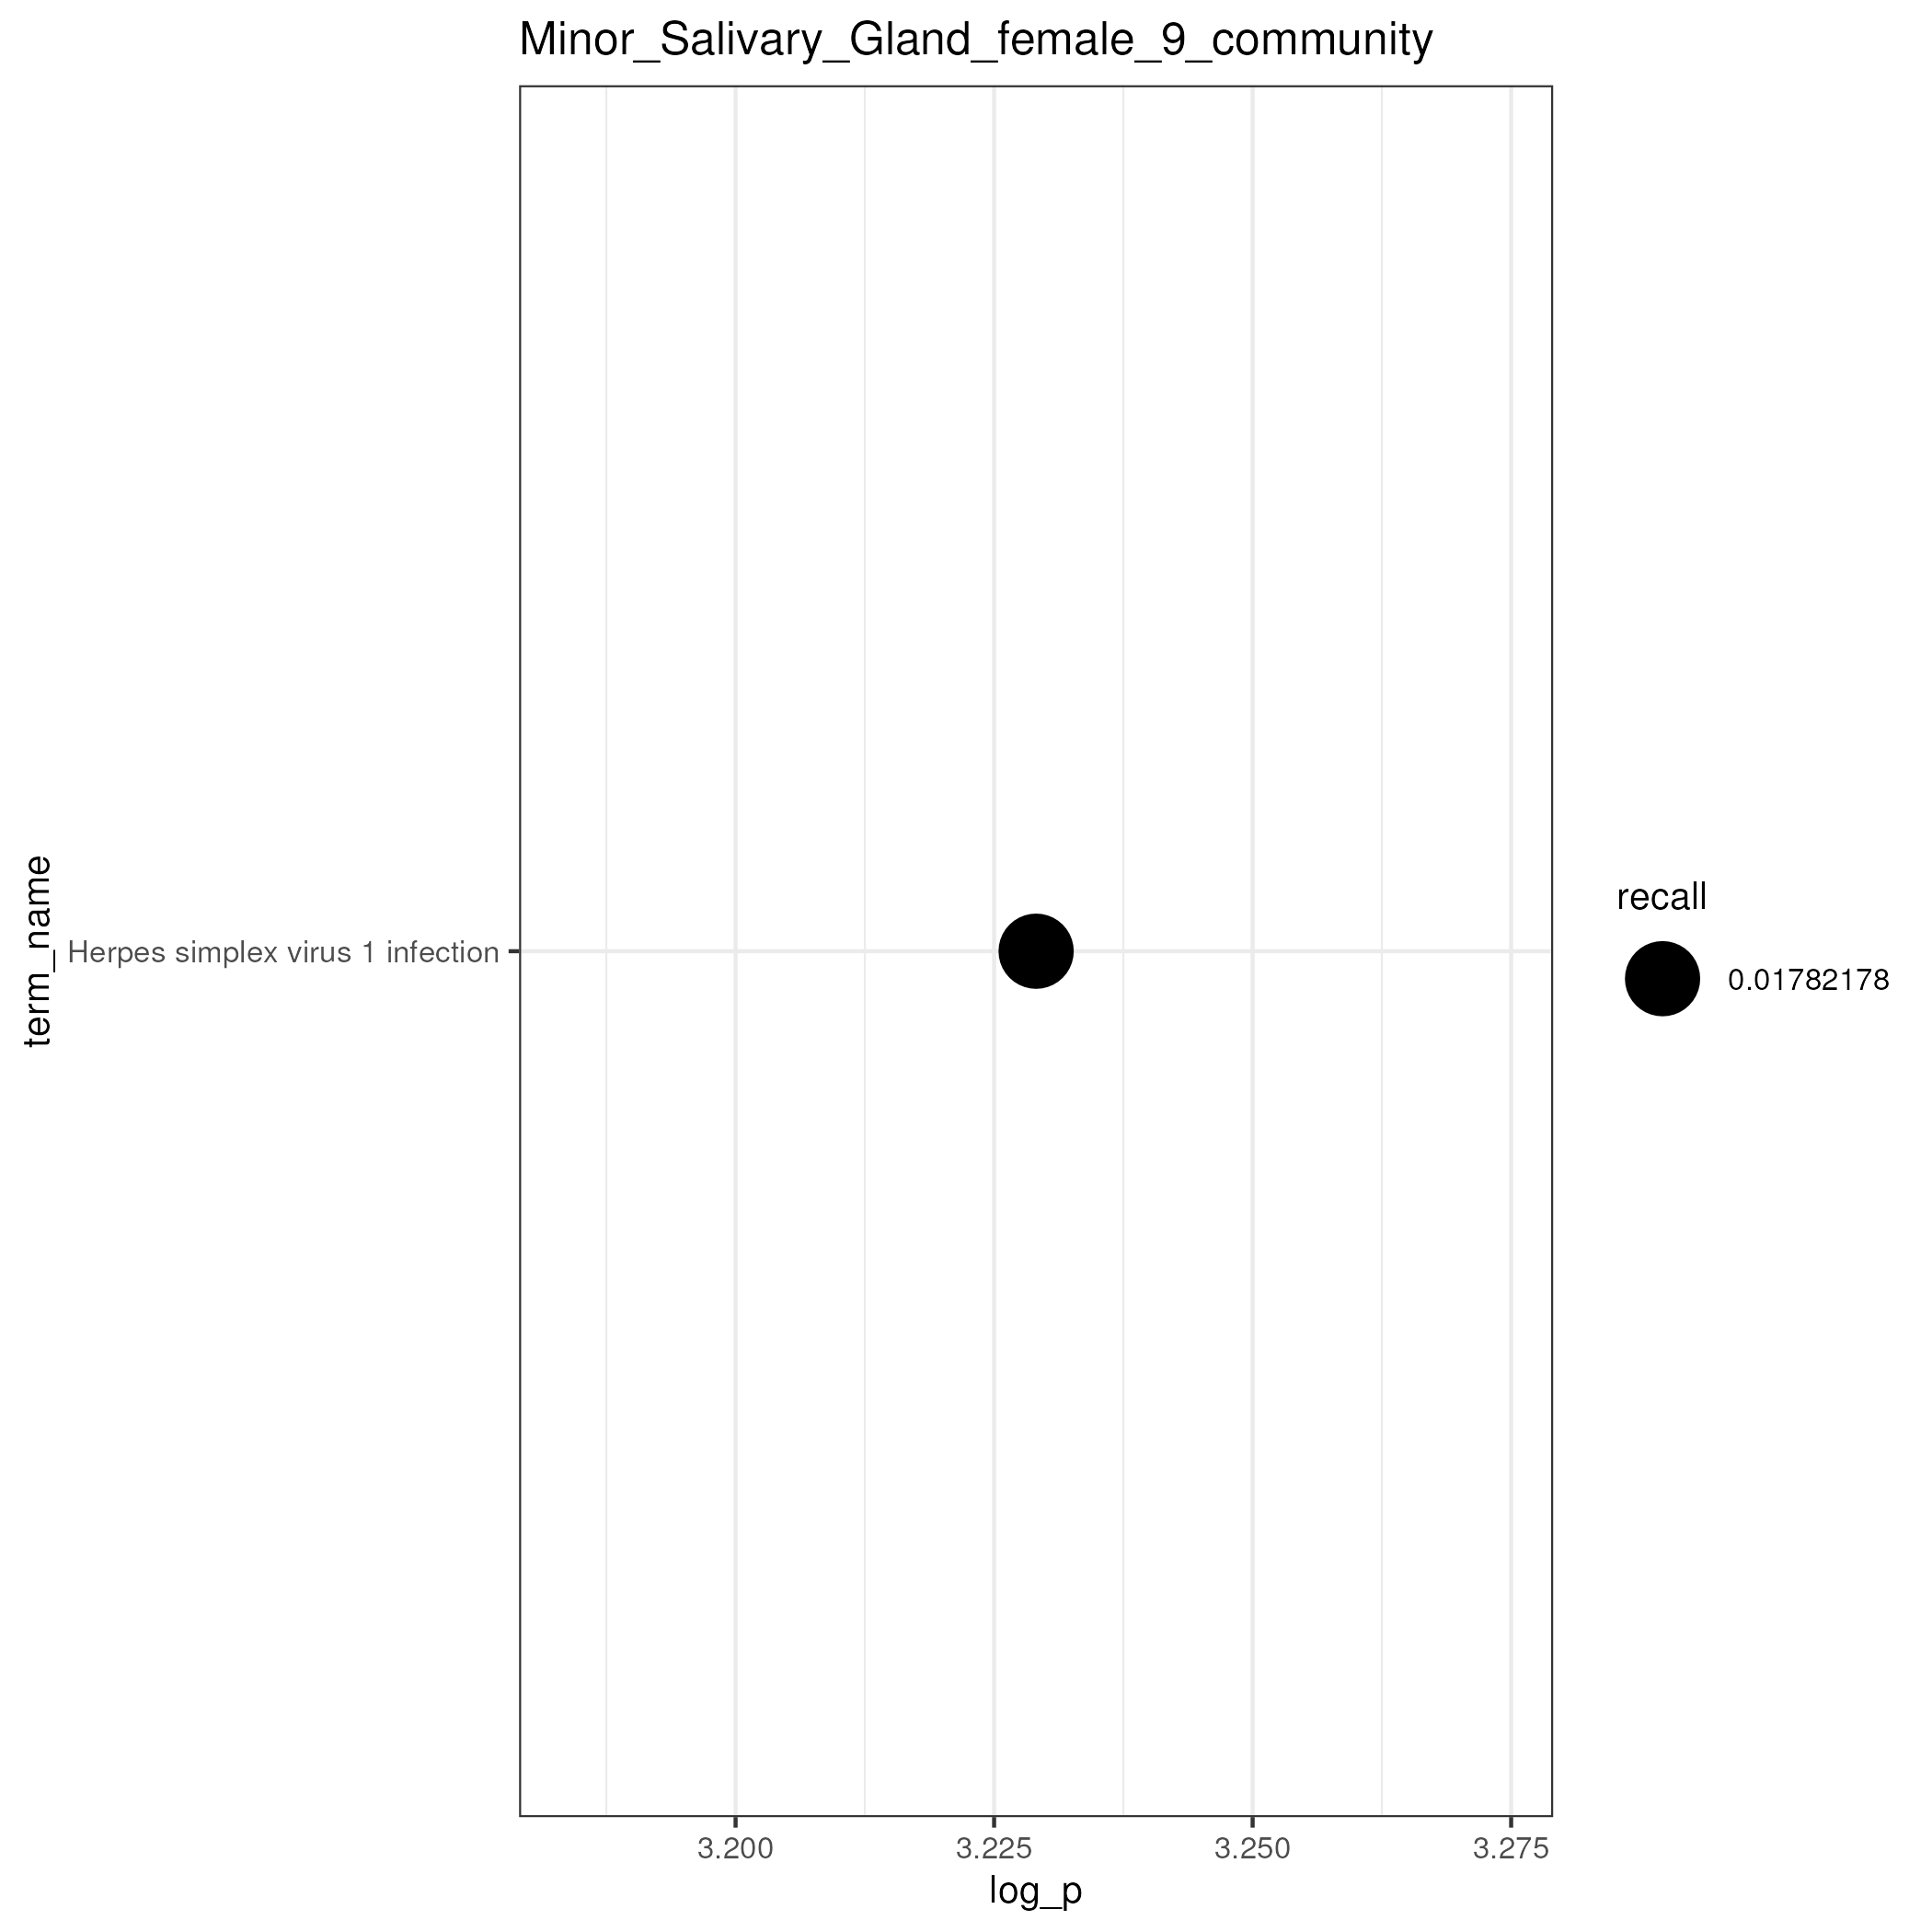 Minor_Salivary_Gland_female_9_community
term_name
Herpes simplex virus 1 infection
recall
0.01782178
3.200 3.225 3.250 3.275
log_p